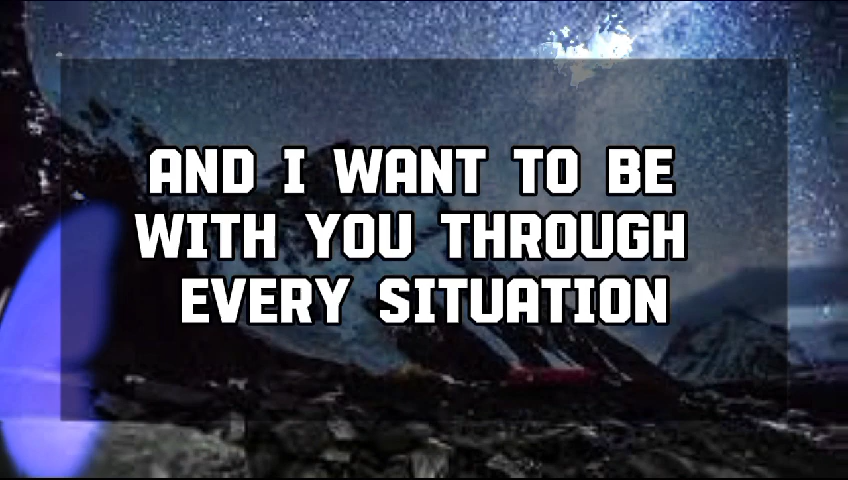 AND I WANT TO BE
WITH YOU THROUGH
EVERY SITUATION